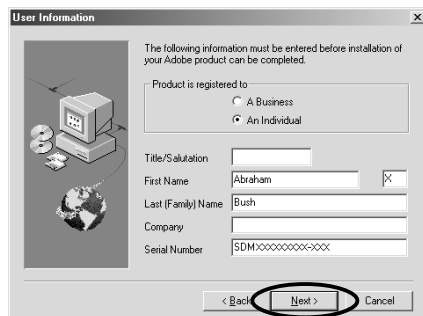 User Information
The following information must be entered before installation of
your Adobe product can be completed.
Product is registered to
A Business
An Individual
Title/Salutation
First Name Abraham X
Last (Family) Name Bush
Company
Serial Number SDMXXXXXXXXX-XXX
< Back Next > Cancel